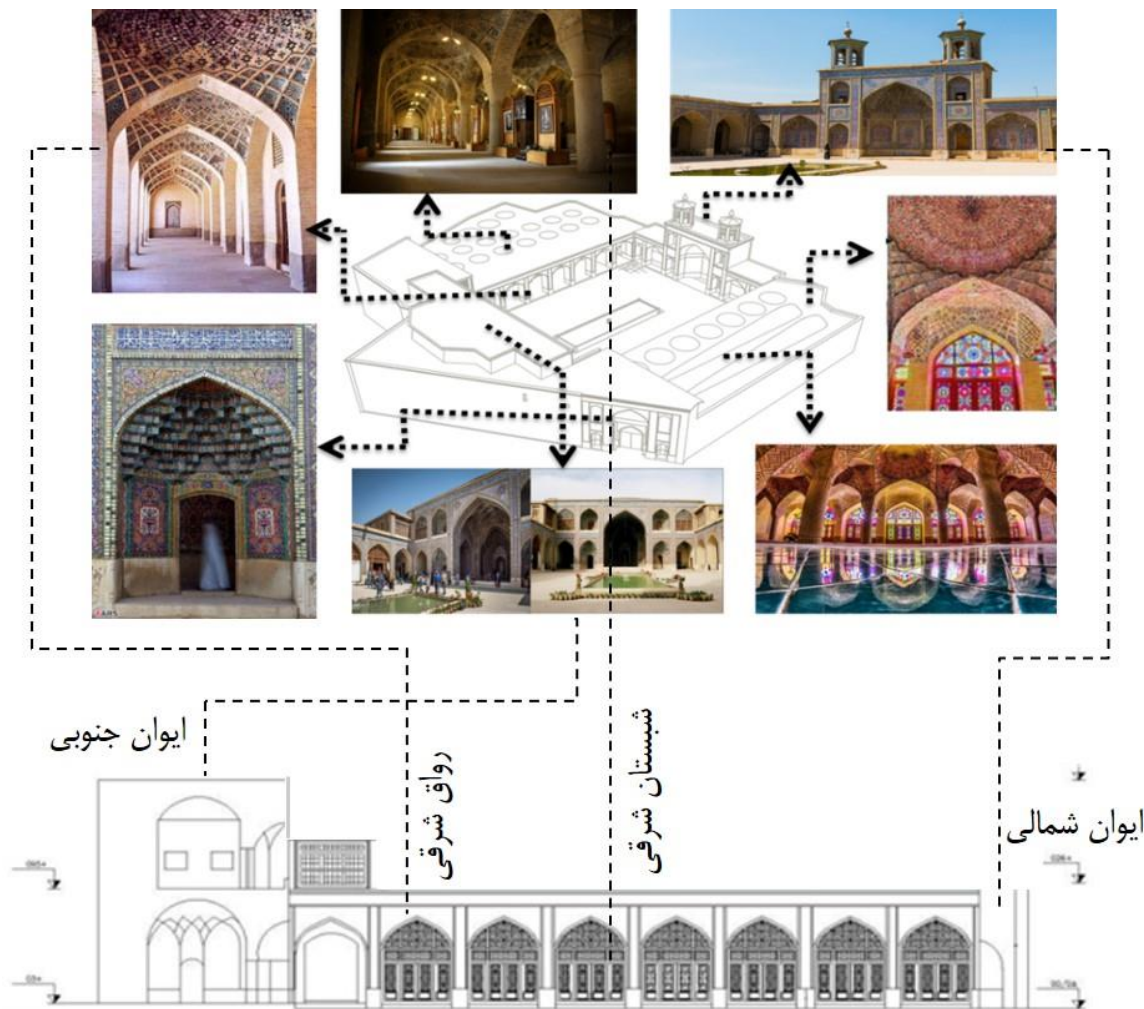 ایوان جنوبی
رواق شرقی
شبستان شرقی
ایوان شمالی